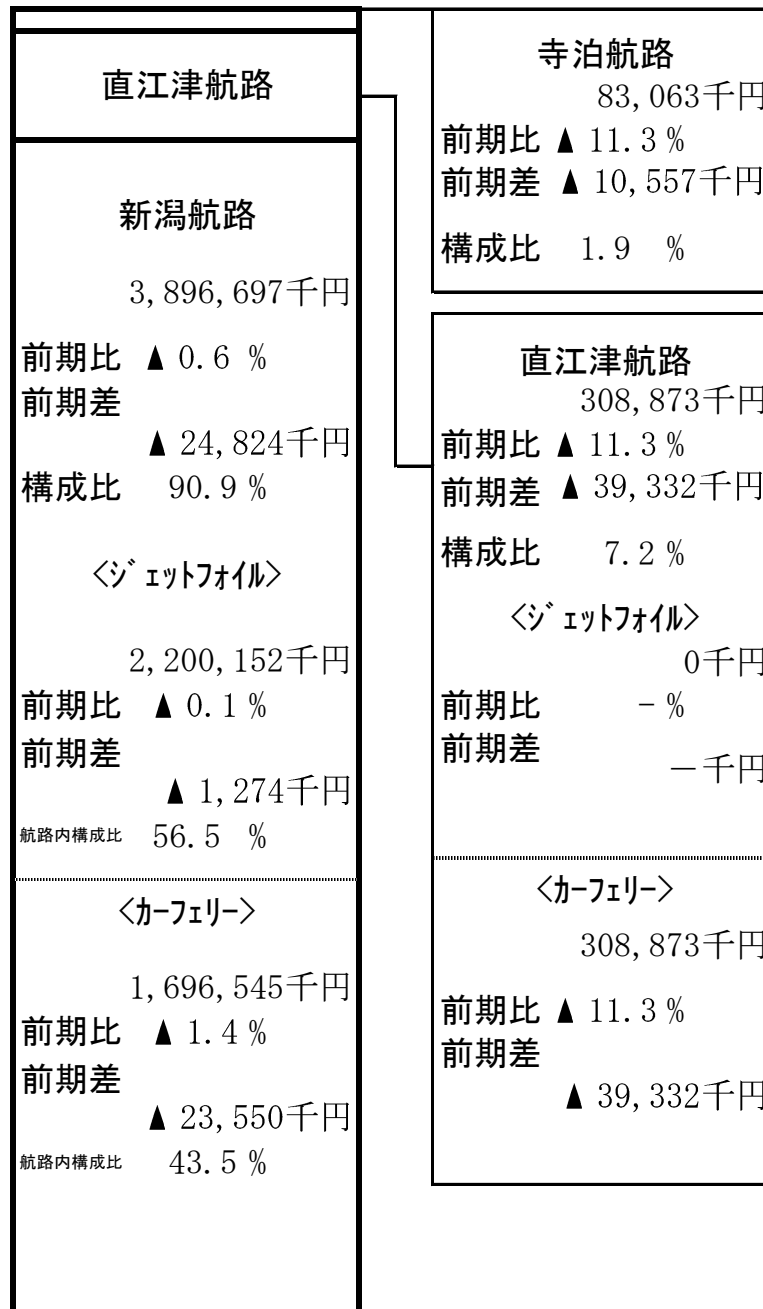 直江津航路
新潟航路
3,896,697千円
前期比 ▲ 0.6 %
前期差
▲ 24,824千円
構成比 90.9 %
<ｼﾞｪｯﾄﾌｫｲﾙ>
2,200,152千円
前期比 ▲ 0.1 %
前期差
▲ 1,274千円
航路内構成比 56.5 %
<ｶｰﾌｪﾘｰ>
1,696,545千円
前期比 ▲ 1.4 %
前期差
▲ 23,550千円
航路内構成比 43.5 %
寺泊航路
83,063千円
前期比 ▲ 11.3 %
前期差 ▲ 10,557千円
構成比 1.9 %
直江津航路
308,873千円
前期比 ▲ 11.3 %
前期差 ▲ 39,332千円
構成比 7.2 %
<ｼﾞｪｯﾄﾌｫｲﾙ>
0千円
前期比 - %
前期差
－千円
<ｶｰﾌｪﾘｰ>
308,873千円
前期比 ▲ 11.3 %
前期差
▲ 39,332千円